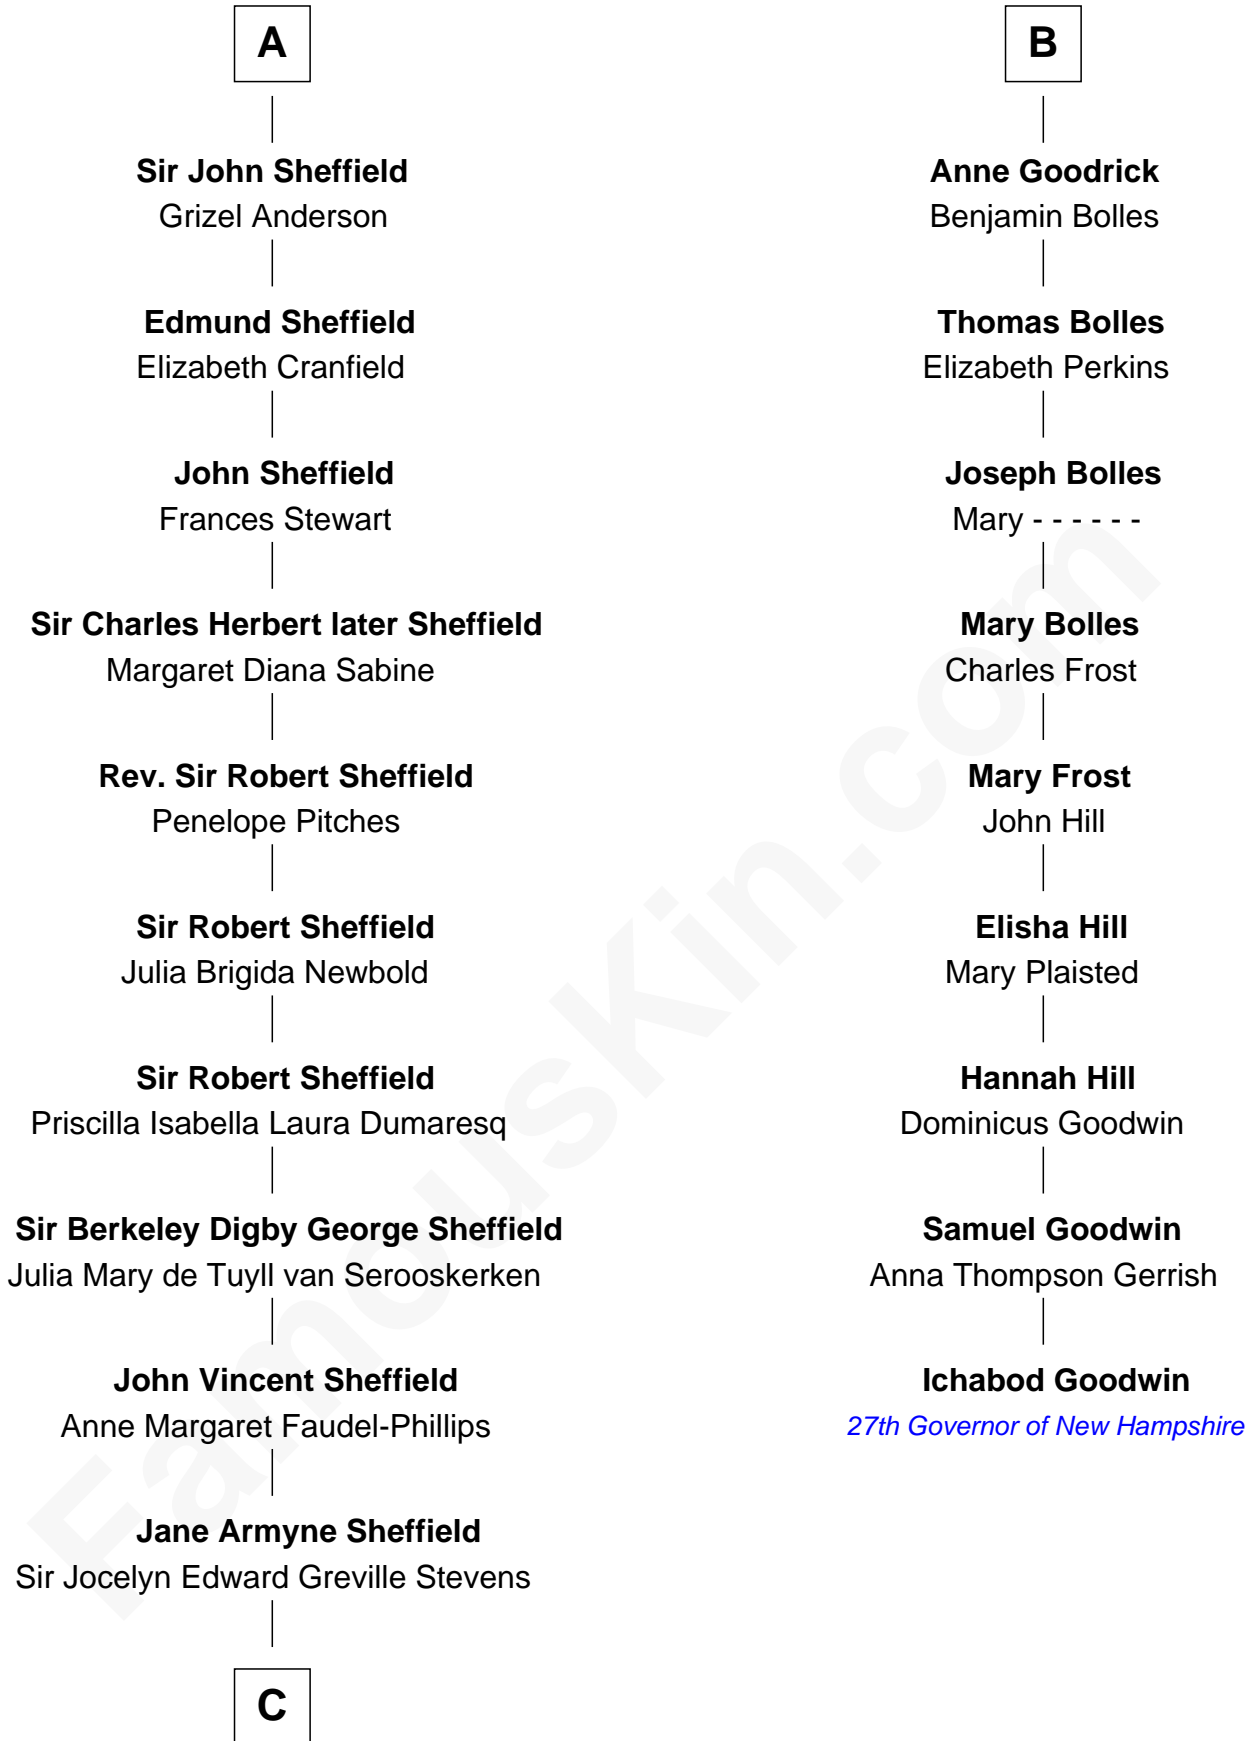 A
Sir John Sheffield
Grizel Anderson
Edmund Sheffield
Elizabeth Cranfield
John Sheffield
Frances Stewart
Sir Charles Herbert later Sheffield
Margaret Diana Sabine
Rev. Sir Robert Sheffield
Penelope Pitches
Sir Robert Sheffield
Julia Brigida Newbold
Sir Robert Sheffield
Priscilla Isabella Laura Dumaresq
Sir Berkeley Digby George Sheffield
Julia Mary de Tuyll van Serooskerken
John Vincent Sheffield
Anne Margaret Faudel-Phillips
Jane Armyne Sheffield
Sir Jocelyn Edward Greville Stevens
C
B
Anne Goodrick
Benjamin Bolles
Thomas Bolles
Elizabeth Perkins
Joseph Bolles
Mary - - - - - -
Mary Bolles
Charles Frost
Mary Frost
John Hill
Elisha Hill
Mary Plaisted
Hannah Hill
Dominicus Goodwin
Samuel Goodwin
Anna Thompson Gerrish
Ichabod Goodwin
27th Governor of New Hampshire
FamousKin.com